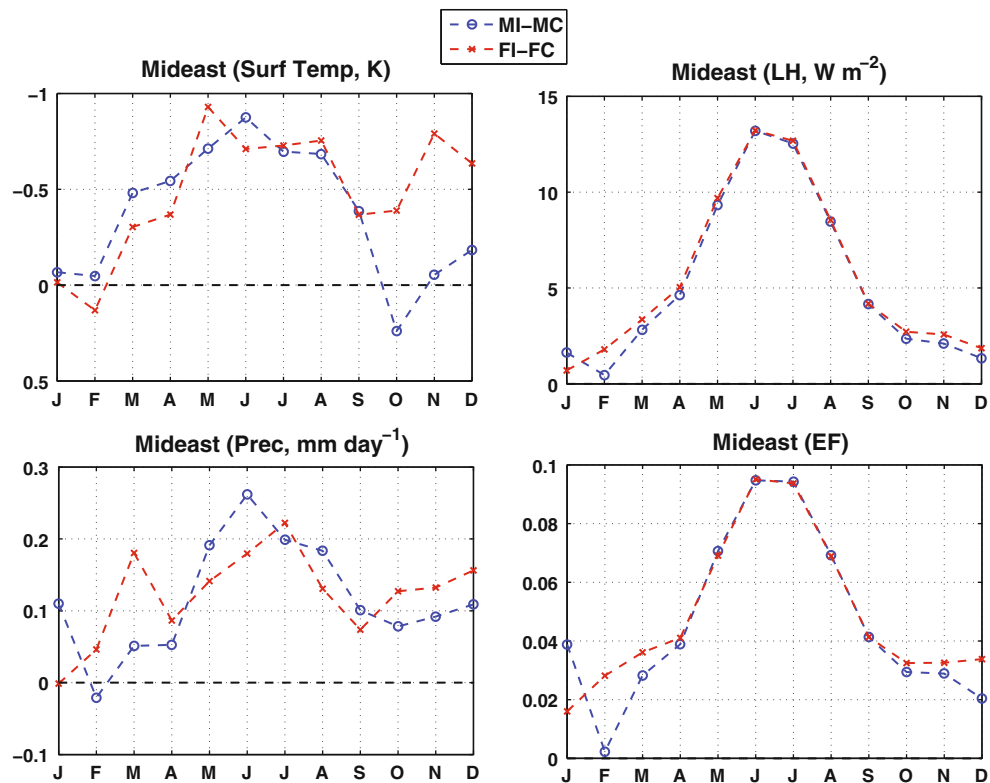 MI−MC
FI−FC
Mideast (Surf Temp, K)
−1
−0.5
0
0.5
J F M A M J J A S O N D
Mideast (LH, W m⁻²)
15
10
5
0
J F M A M J J A S O N D
Mideast (Prec, mm day⁻¹)
0.3
0.2
0.1
0
−0.1
J F M A M J J A S O N D
Mideast (EF)
0.1
0.08
0.06
0.04
0.02
0
J F M A M J J A S O N D